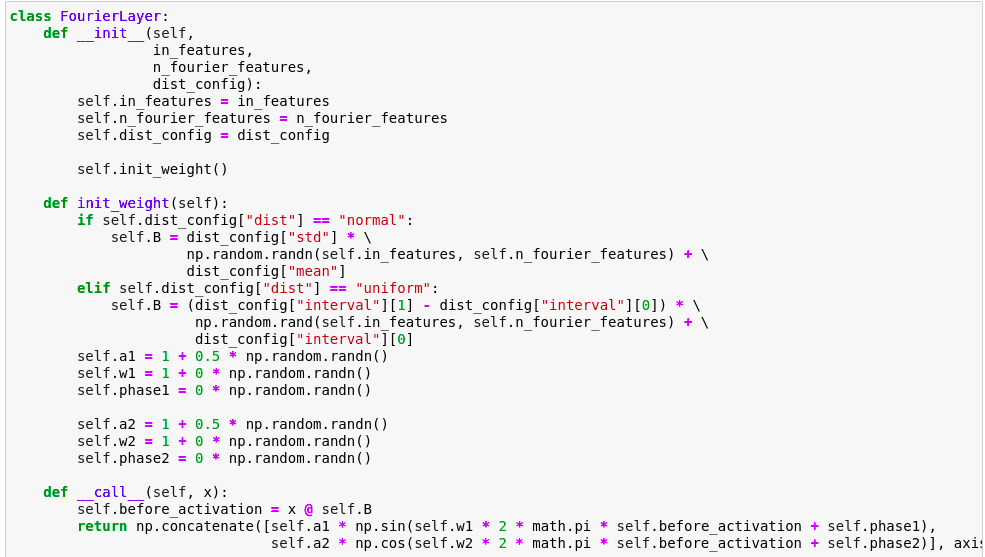 class FourierLayer:
    def __init__(self,
                 in_features,
                 n_fourier_features,
                 dist_config):
        self.in_features = in_features
        self.n_fourier_features = n_fourier_features
        self.dist_config = dist_config

        self.init_weight()

    def init_weight(self):
        if self.dist_config["dist"] == "normal":
            self.B = dist_config["std"] * \
                     np.random.randn(self.in_features, self.n_fourier_features) + \
                     dist_config["mean"]
        elif self.dist_config["dist"] == "uniform":
            self.B = (dist_config["interval"][1] - dist_config["interval"][0]) * \
                      np.random.rand(self.in_features, self.n_fourier_features) + \
                      dist_config["interval"][0]
        self.a1 = 1 + 0.5 * np.random.randn()
        self.w1 = 1 + 0 * np.random.randn()
        self.phase1 = 0 * np.random.randn()

        self.a2 = 1 + 0.5 * np.random.randn()
        self.w2 = 1 + 0 * np.random.randn()
        self.phase2 = 0 * np.random.randn()

    def __call__(self, x):
        self.before_activation = x @ self.B
        return np.concatenate([self.a1 * np.sin(self.w1 * 2 * math.pi * self.before_activation + self.phase1),
                               self.a2 * np.cos(self.w2 * 2 * math.pi * self.before_activation + self.phase2)],